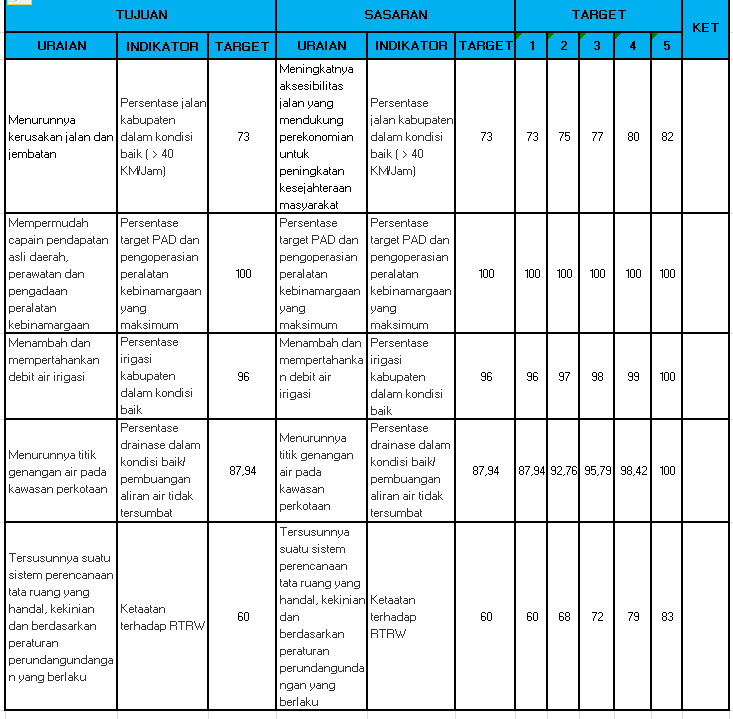 TUJUAN SASARAN TARGET KET
URAIAN INDIKATOR TARGET URAIAN INDIKATOR TARGET 1 2 3 4 5
Menurunnya
kerusakan jalan dan
jembatan
Persentase jalan
kabupaten
dalam kondisi
baik ( > 40
KM/Jam)
73
Meningkatnya
aksesibilitas
jalan yang
mendukung
perekonomian
untuk
peningkatan
kesejahteraan
masyarakat
Persentase
jalan kabupaten
dalam kondisi
baik ( > 40
KM/Jam)
73 73 75 77 80 82
Mempermudah
capain pendapatan
asli daerah,
perawatan dan
pengadaan
peralatan
kebinamargaan
Persentase
target PAD dan
pengoperasian
peralatan
kebinamargaan
yang
maksimum
100
Persentase
target PAD dan
pengoperasian
peralatan
kebinamargaan
yang
maksimum
Persentase
target PAD dan
pengoperasian
peralatan
kebinamargaan
yang
maksimum
100 100 100 100 100 100
Menambah dan
mempertahankan
debit air irigasi
Persentase
irigasi
kabupaten
dalam kondisi
baik
96
Menambah dan
mempertahanka
n debit air
irigasi
Persentase
irigasi
kabupaten
dalam kondisi
baik
96 96 97 98 99 100
Menurunnya titik
genangan air pada
kawasan perkotaan
Persentase
drainase dalam
kondisi baik/
pembuangan
aliran air tidak
tersumbat
87,94
Menurunnya
titik genangan
air pada
kawasan
perkotaan
Persentase
drainase dalam
kondisi baik/
pembuangan
aliran air tidak
tersumbat
87,94 87,94 92,76 95,79 98,42 100
Tersusunnya suatu
sistem perencanaan
tata ruang yang
handal, kekinian
dan berdasarkan
peraturan
perundangundanga
n yang berlaku
Ketaatan
terhadap RTRW
60
Tersusunnya
suatu sistem
perencanaan
tata ruang yang
handal, kekinian
dan
berdasarkan
peraturan
perundangunda
ngan yang
berlaku
Ketaatan
terhadap
RTRW
60 60 68 72 79 83